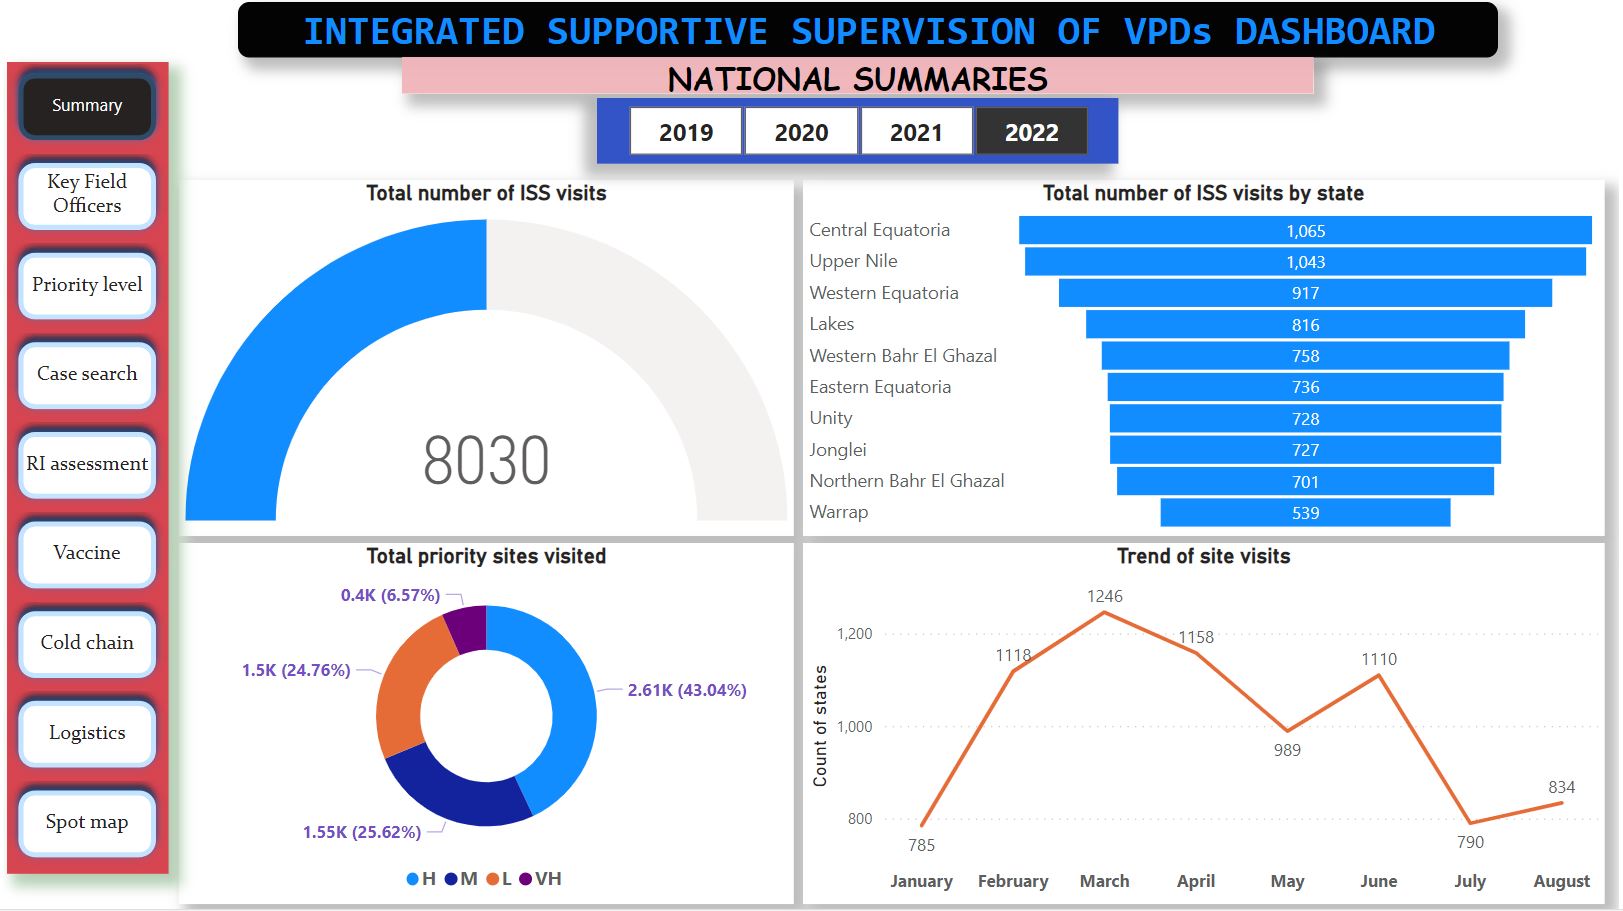 INTEGRATED SUPPORTIVE SUPERVISION OF VPDs DASHBOARD
NATIONAL SUMMARIES
2019 2020 2021 2022
Summary
Key Field
Officers
Priority level
Case search
RI assessment
Vaccine
Cold chain
Logistics
Spot map
Total number of ISS visits
8030
Total number of ISS visits by state
Central Equatoria 1,065
Upper Nile 1,043
Western Equatoria 917
Lakes 816
Western Bahr El Ghazal 758
Eastern Equatoria 736
Unity 728
Jonglei 727
Northern Bahr El Ghazal 701
Warrap 539
Total priority sites visited
0.4K (6.57%)
1.5K (24.76%)
2.61K (43.04%)
1.55K (25.62%)
H M L VH
Trend of site visits
Count of states
1,200
1,000
800
785
1118
1246
1158
989
1110
790
834
January February March April May June July August